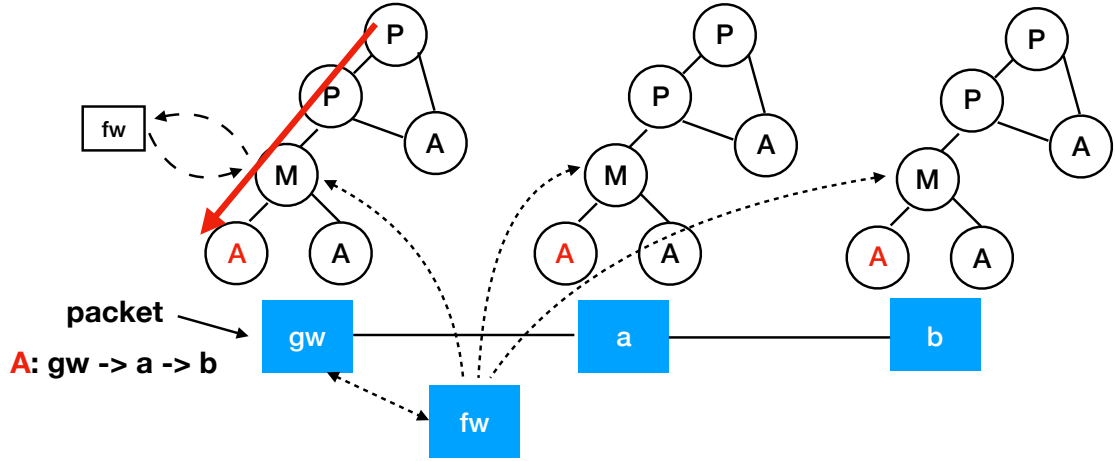 P P P
P P P
fw A A A
M M M
A A A A A A
packet gw a b
A: gw -> a -> b
fw